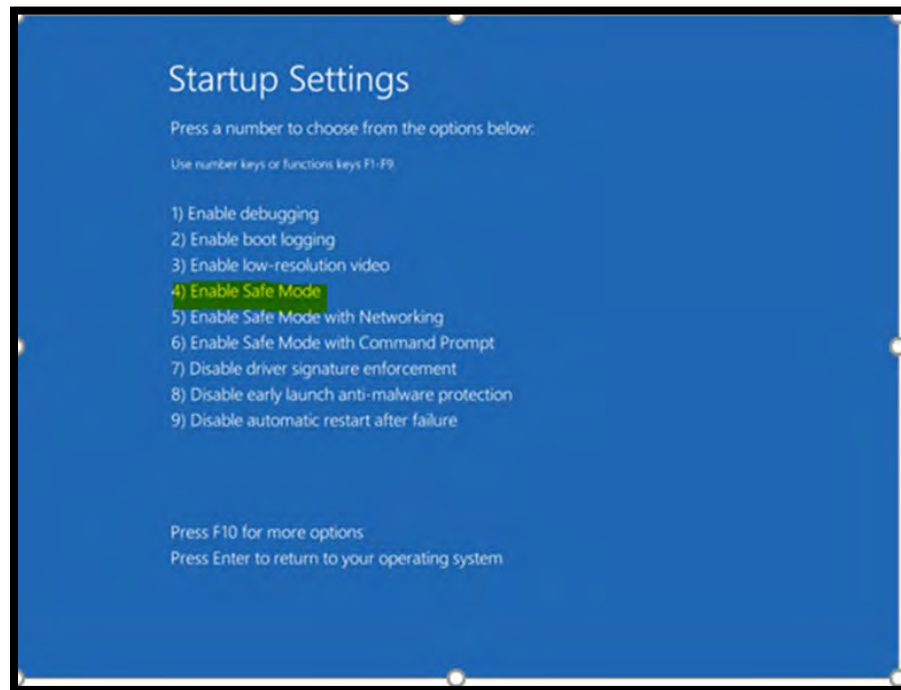 Startup Settings
Press a number to choose from the options below:
Use number keys or functions keys F1-F9.
1) Enable debugging
2) Enable boot logging
3) Enable low-resolution video
4) Enable Safe Mode
5) Enable Safe Mode with Networking
6) Enable Safe Mode with Command Prompt
7) Disable driver signature enforcement
8) Disable early launch anti-malware protection
9) Disable automatic restart after failure
Press F10 for more options
Press Enter to return to your operating system